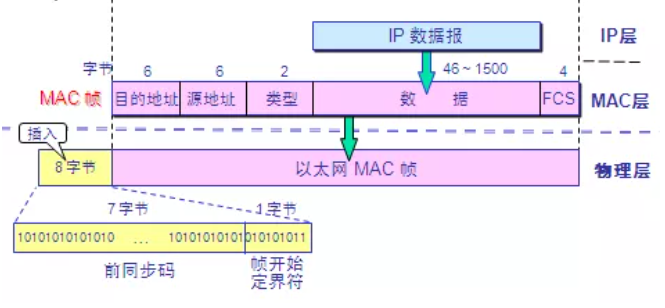 IP 数据报
IP层
字节
6
6
2
46~1500
4
MAC 帧
目的地址
源地址
类型
数 据
FCS
MAC层
插入
8字节
以太网 MAC 帧
物理层
7字节
1字节
10101010101010 … 10101010101010101011
前同步码
帧开始
定界符